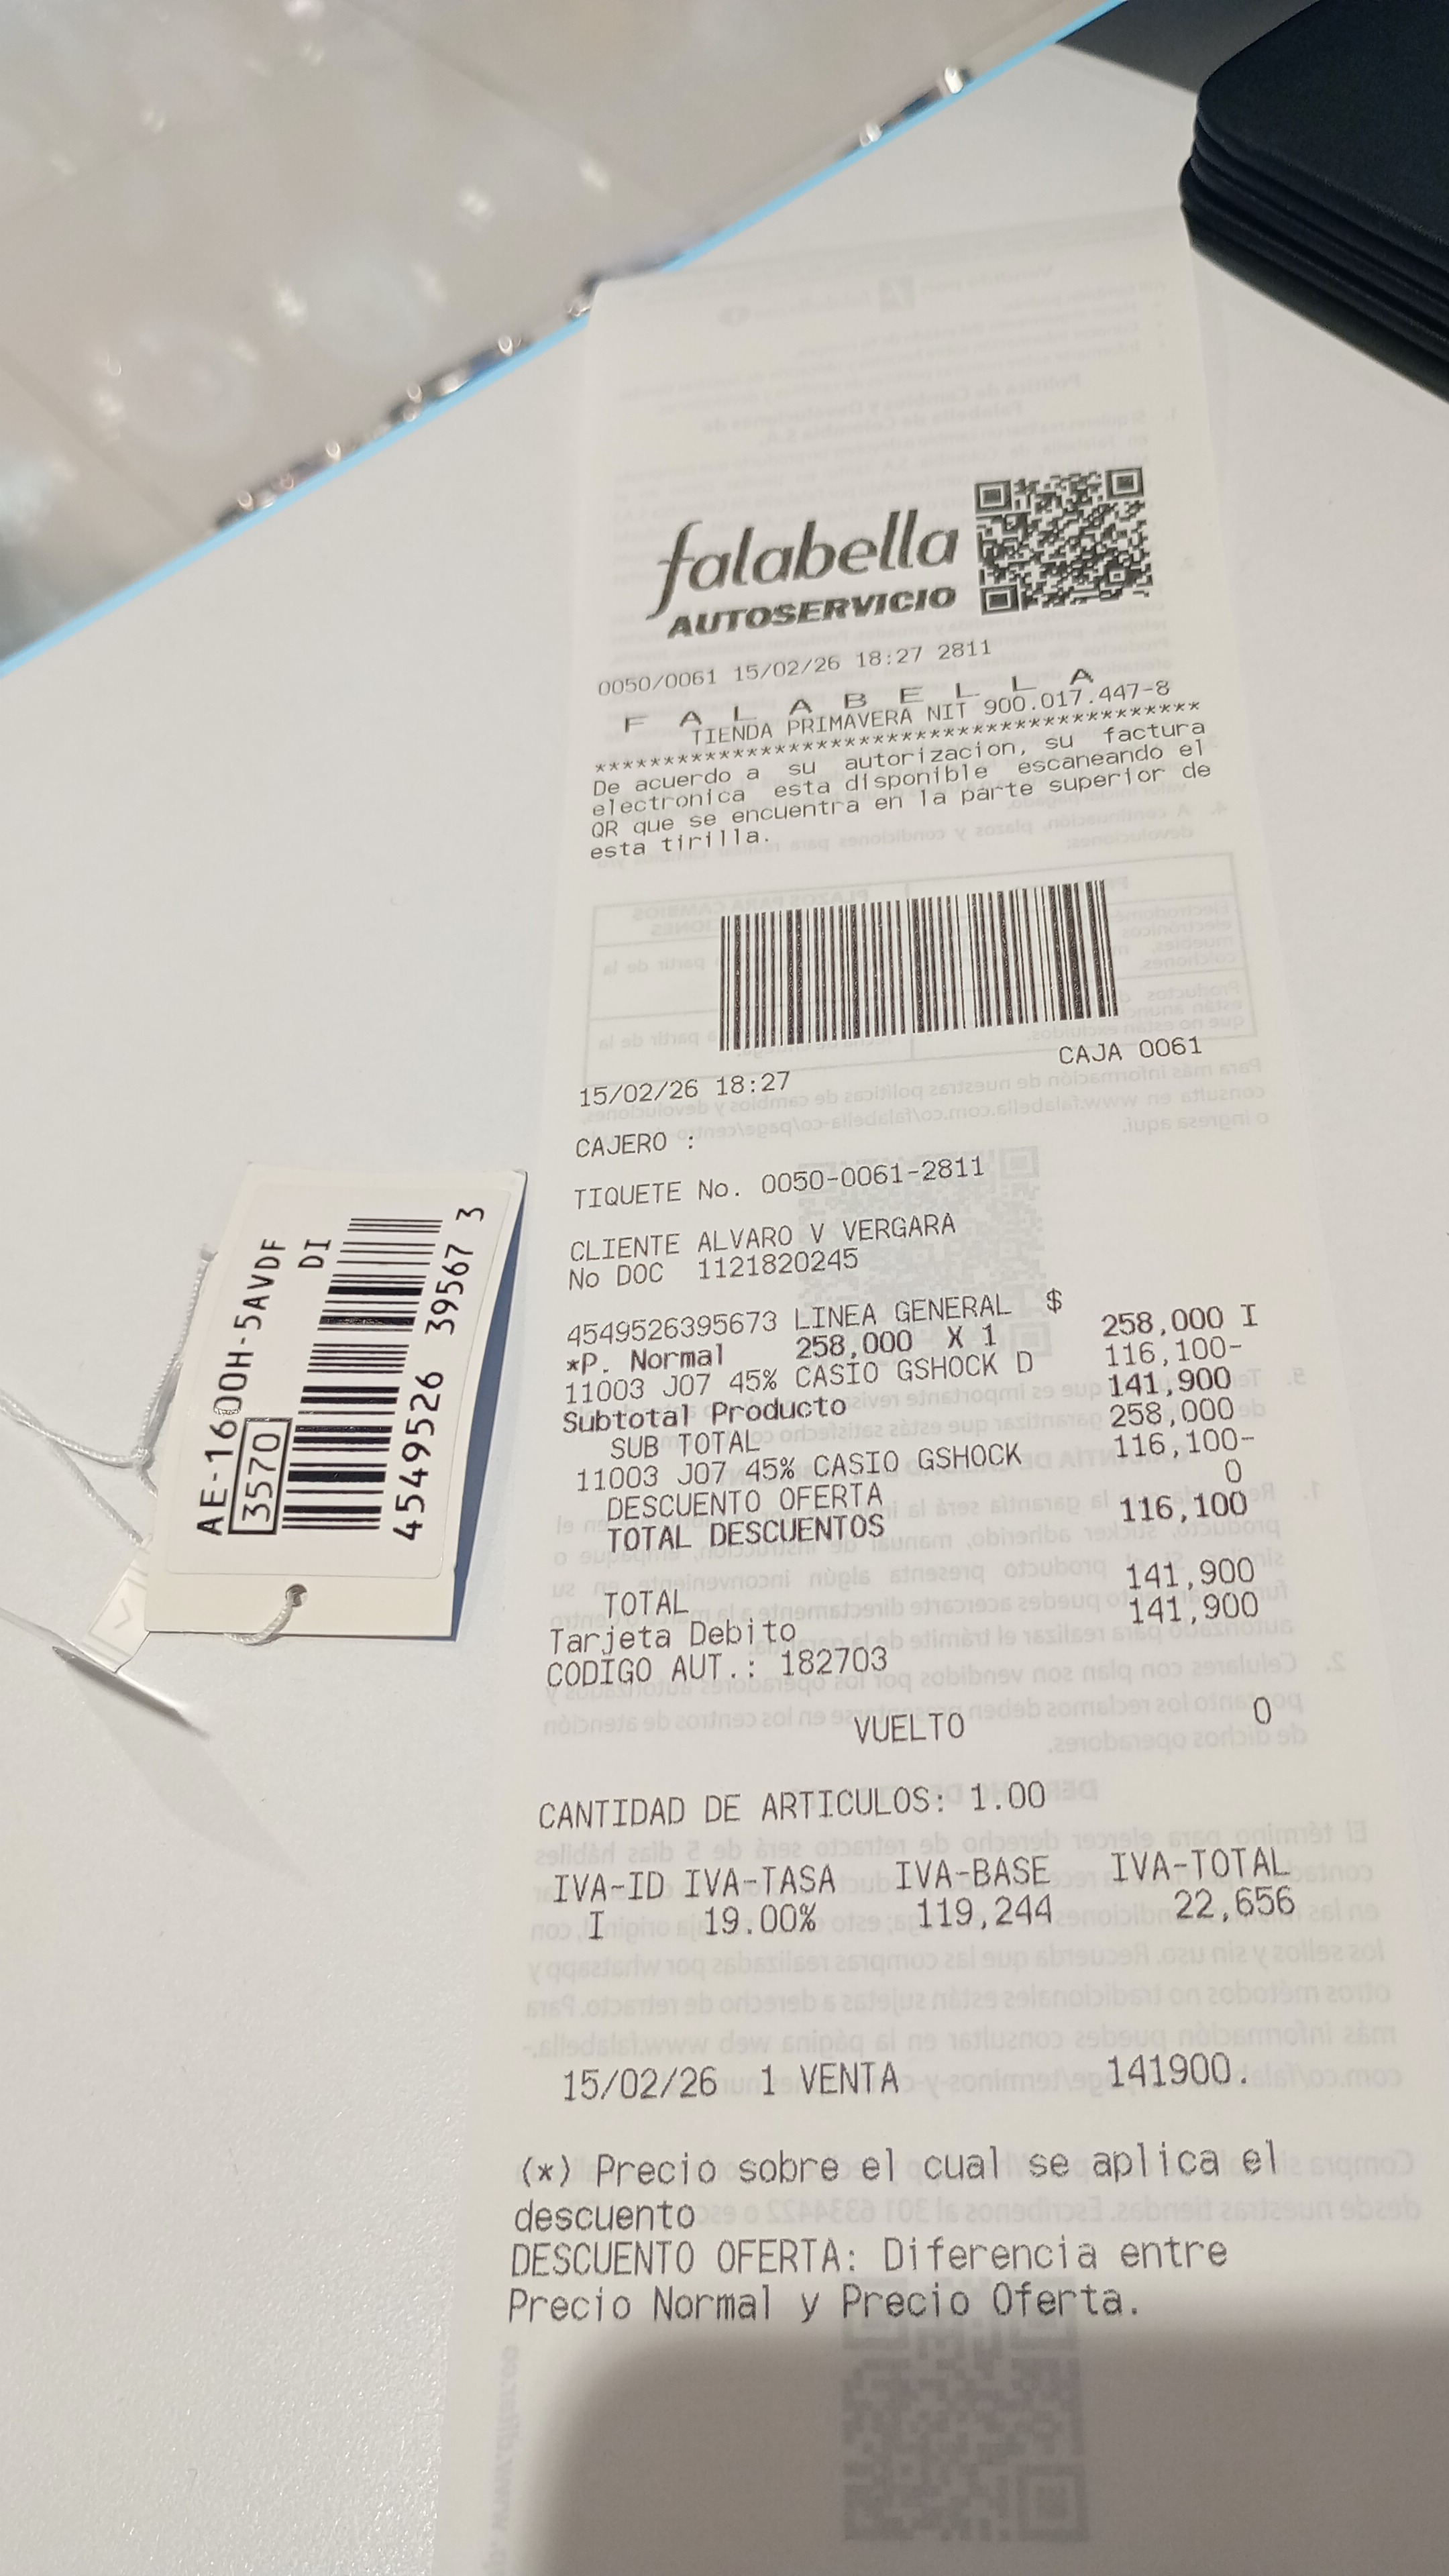 falabella
AUTOSERVICIO
0050/0061 15/02/26 18:27 2811
F A L A B E L L A
TIENDA PRIMAVERA NIT 900.017.447-8
******************************************
De acuerdo a su autorizacion, su factura
electronica esta disponible escaneando el
QR que se encuentra en la parte superior de
esta tirilla.
CAJA 0061
15/02/26 18:27
CAJERO :
TIQUETE No. 0050-0061-2811
CLIENTE ALVARO V VERGARA
No DOC 1121820245
4549526395673 LINEA GENERAL $ 258,000 I
*P. Normal 258,000 X 1
11003 J07 45% CASIO GSHOCK D 116,100-
Subtotal Producto 141,900
SUB TOTAL 258,000
11003 J07 45% CASIO GSHOCK 116,100-
DESCUENTO OFERTA 0
TOTAL DESCUENTOS 116,100
TOTAL 141,900
Tarjeta Debito 141,900
CODIGO AUT.: 182703
VUELTO 0
CANTIDAD DE ARTICULOS: 1.00
IVA-ID IVA-TASA IVA-BASE IVA-TOTAL
I 19.00% 119,244 22,656
15/02/26 1 VENTA 141900.
(*) Precio sobre el cual se aplica el
descuento
DESCUENTO OFERTA: Diferencia entre
Precio Normal y Precio Oferta.
AE-1600H-5AVDF
3570 DI
4549526 39567 3